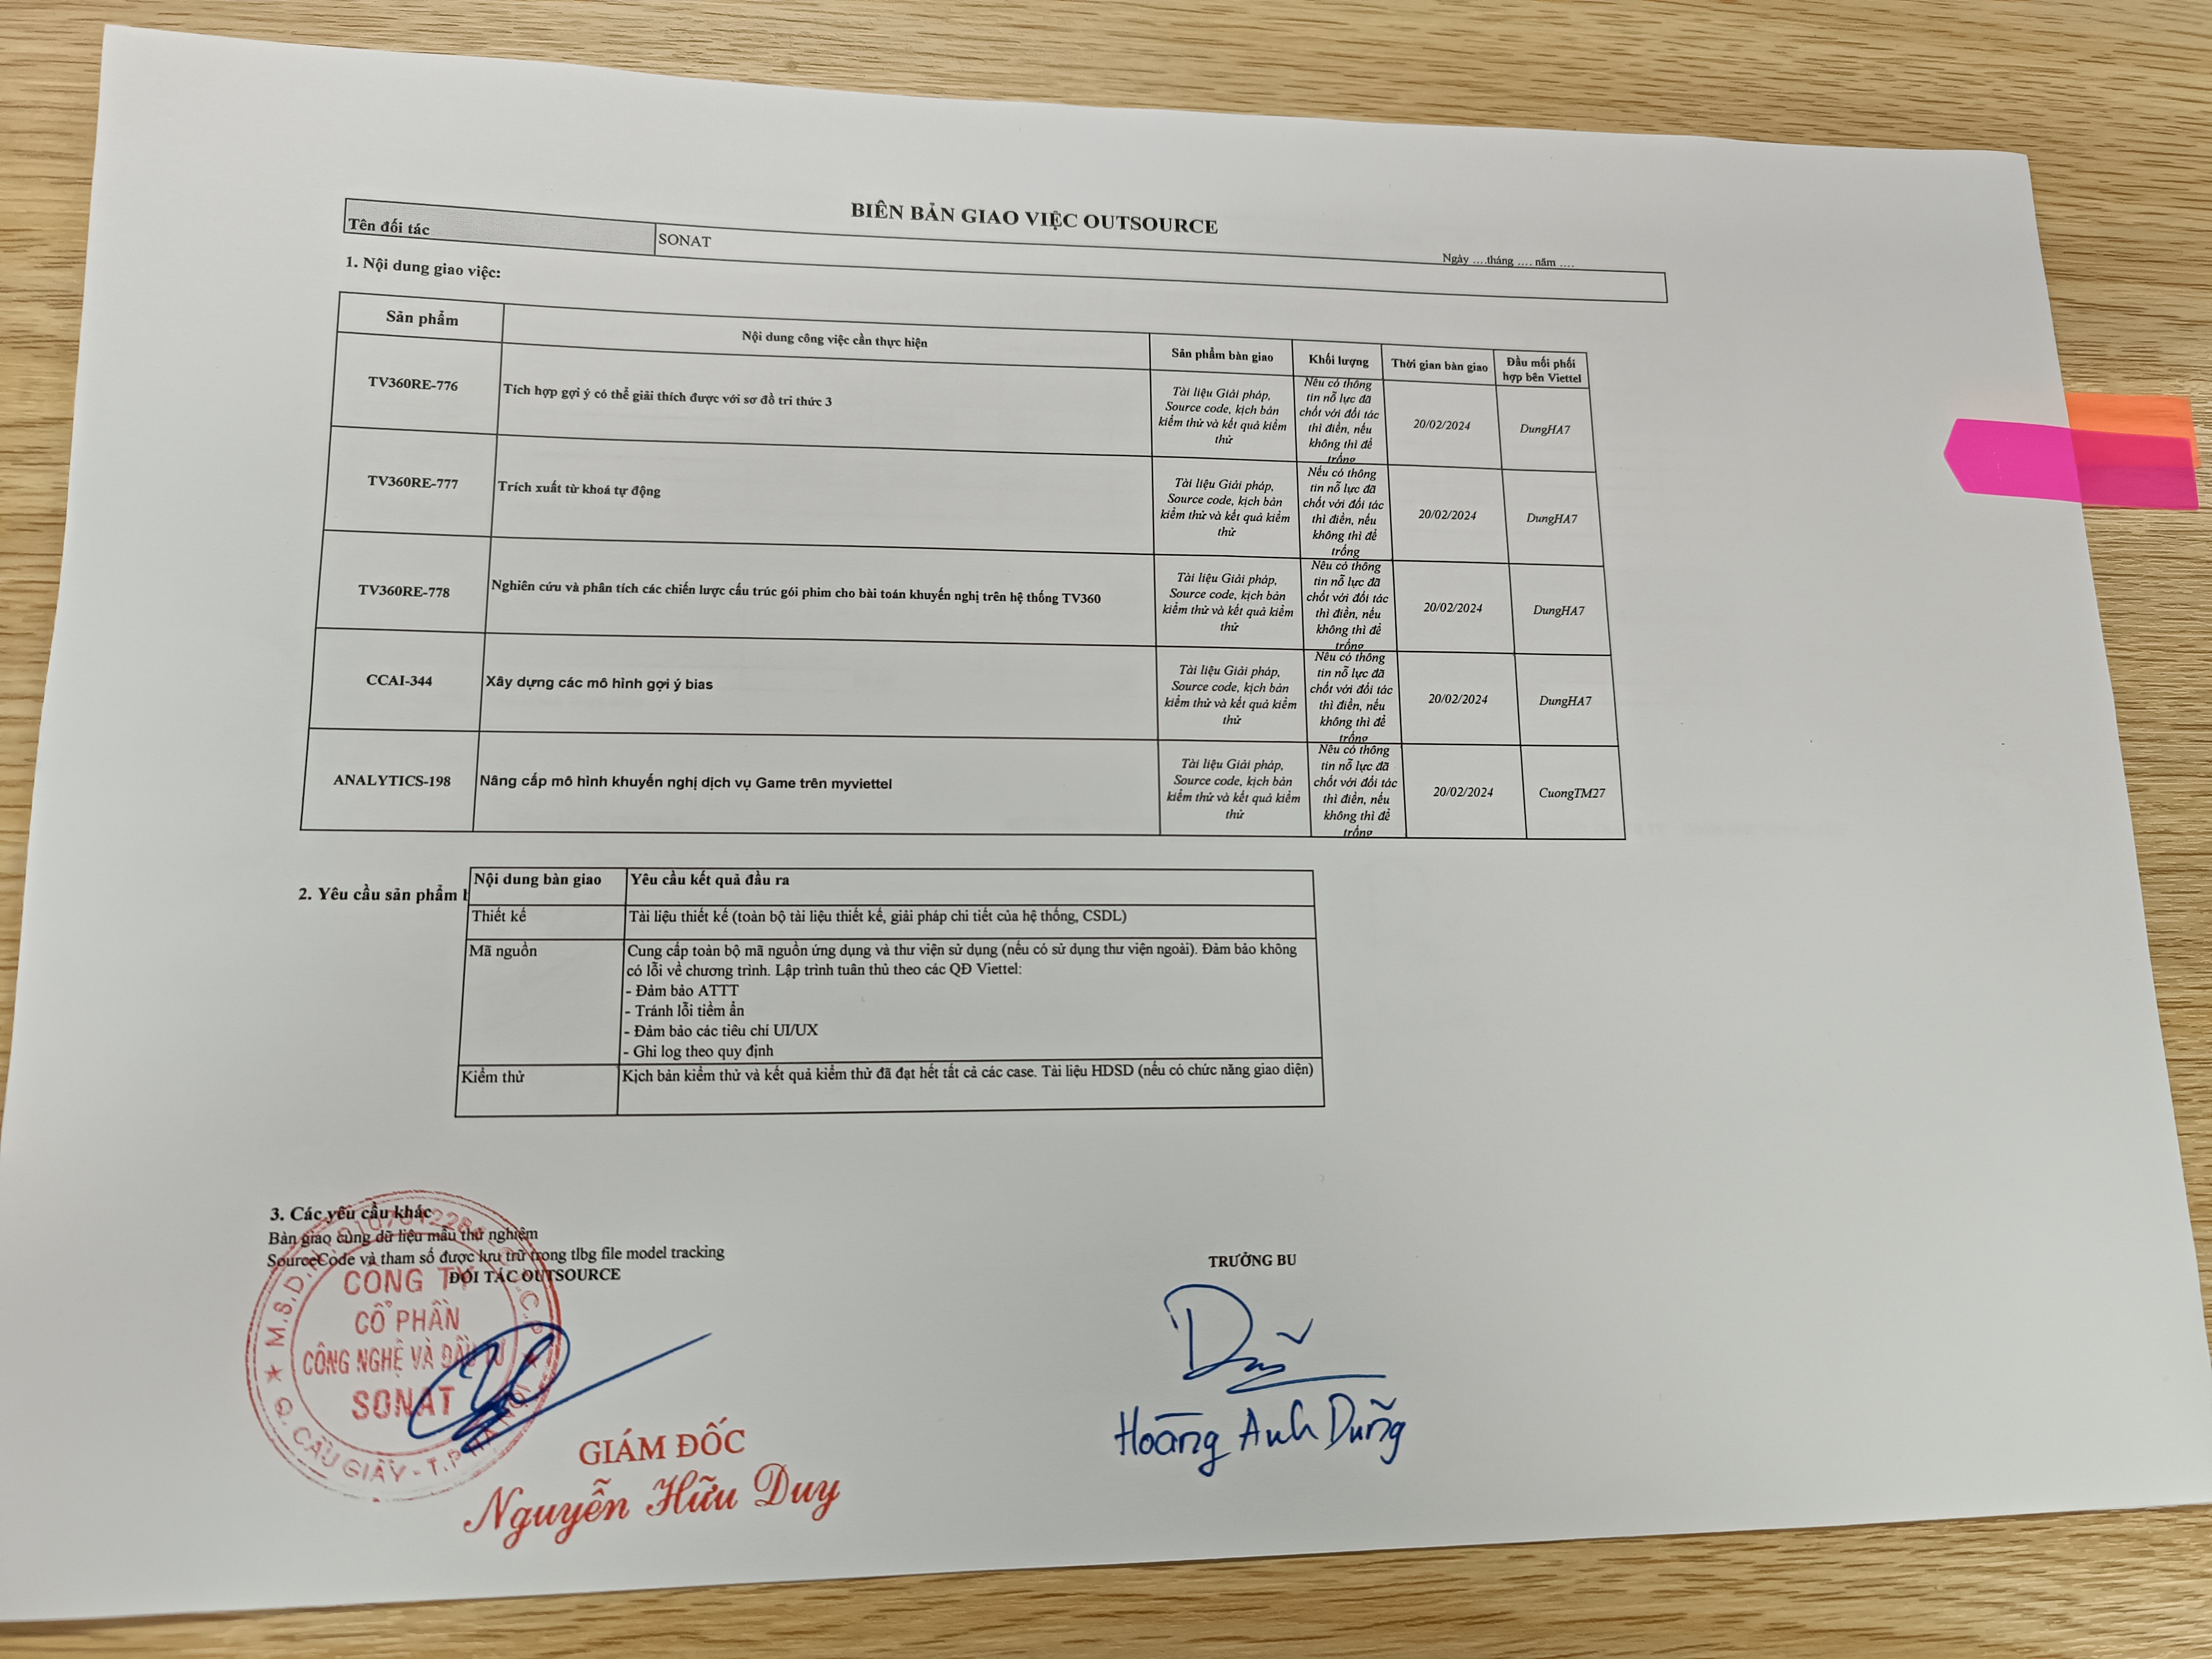 BIÊN BẢN GIAO VIỆC OUTSOURCE
Ngày ....tháng .... năm ....
Tên đối tác
SONAT
1. Nội dung giao việc:
Sản phẩm
Nội dung công việc cần thực hiện
Sản phẩm bàn giao
Khối lượng
Thời gian bàn giao
Đầu mối phối
hợp bên Viettel
TV360RE-776
Tích hợp gợi ý có thể giải thích được với sơ đồ tri thức 3
Tài liệu Giải pháp,
Source code, kịch bản
kiểm thử và kết quả kiểm
thử
Nếu có thông
tin nỗ lực đã
chốt với đối tác
thì điền, nếu
không thì để
trống
20/02/2024
DungHA7
TV360RE-777
Trích xuất từ khoá tự động
Tài liệu Giải pháp,
Source code, kịch bản
kiểm thử và kết quả kiểm
thử
Nếu có thông
tin nỗ lực đã
chốt với đối tác
thì điền, nếu
không thì để
trống
20/02/2024
DungHA7
TV360RE-778
Nghiên cứu và phân tích các chiến lược cấu trúc gói phim cho bài toán khuyến nghị trên hệ thống TV360
Tài liệu Giải pháp,
Source code, kịch bản
kiểm thử và kết quả kiểm
thử
Nếu có thông
tin nỗ lực đã
chốt với đối tác
thì điền, nếu
không thì để
trống
20/02/2024
DungHA7
CCAI-344
Xây dựng các mô hình gợi ý bias
Tài liệu Giải pháp,
Source code, kịch bản
kiểm thử và kết quả kiểm
thử
Nếu có thông
tin nỗ lực đã
chốt với đối tác
thì điền, nếu
không thì để
trống
20/02/2024
DungHA7
ANALYTICS-198
Nâng cấp mô hình khuyến nghị dịch vụ Game trên myviettel
Tài liệu Giải pháp,
Source code, kịch bản
kiểm thử và kết quả kiểm
thử
Nếu có thông
tin nỗ lực đã
chốt với đối tác
thì điền, nếu
không thì để
trống
20/02/2024
CuongTM27
2. Yêu cầu sản phẩm
Nội dung bàn giao
Yêu cầu kết quả đầu ra
Thiết kế
Tài liệu thiết kế (toàn bộ tài liệu thiết kế, giải pháp chi tiết của hệ thống, CSDL)
Mã nguồn
Cung cấp toàn bộ mã nguồn ứng dụng và thư viện sử dụng (nếu có sử dụng thư viện ngoài). Đảm bảo không
có lỗi về chương trình. Lập trình tuân thủ theo các QĐ Viettel:
- Đảm bảo ATTT
- Tránh lỗi tiềm ẩn
- Đảm bảo các tiêu chí UI/UX
- Ghi log theo quy định
Kiểm thử
Kịch bản kiểm thử và kết quả kiểm thử đã đạt hết tất cả các case. Tài liệu HDSD (nếu có chức năng giao diện)
3. Các yêu cầu khác
Bàn giao cùng dữ liệu mẫu thử nghiệm
SourceCode và tham số được lưu trữ trong tlbg file model tracking
ĐỐI TÁC OUTSOURCE
TRƯỞNG BU
M.S.D.N
CÔNG TY
CỔ PHẦN
CÔNG NGHỆ VÀ ĐẦU TƯ
SONAT
Q. CẦU GIẤY - T.P HÀ NỘI
GIÁM ĐỐC
Nguyễn Hữu Duy
Hoàng Anh Dũng